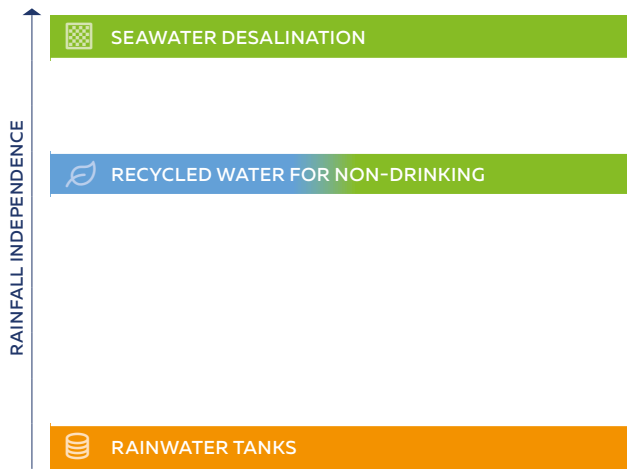 SEAWATER DESALINATION
RECYCLED WATER FOR NON-DRINKING
RAINFALL INDEPENDENCE
RAINWATER TANKS